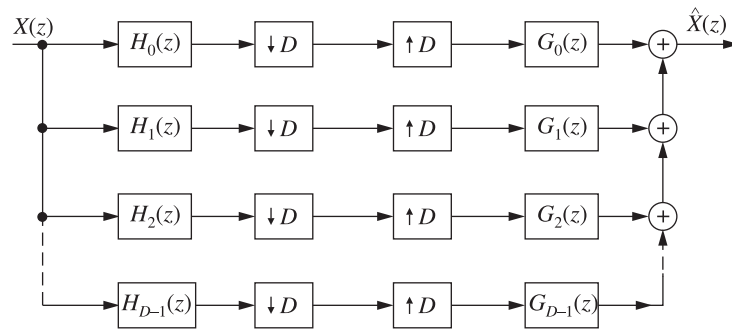 X(z) X̂(z)
H₀(z) ↓D ↑D G₀(z) +
H₁(z) ↓D ↑D G₁(z) +
H₂(z) ↓D ↑D G₂(z) +
H_{D–1}(z) ↓D ↑D G_{D–1}(z)